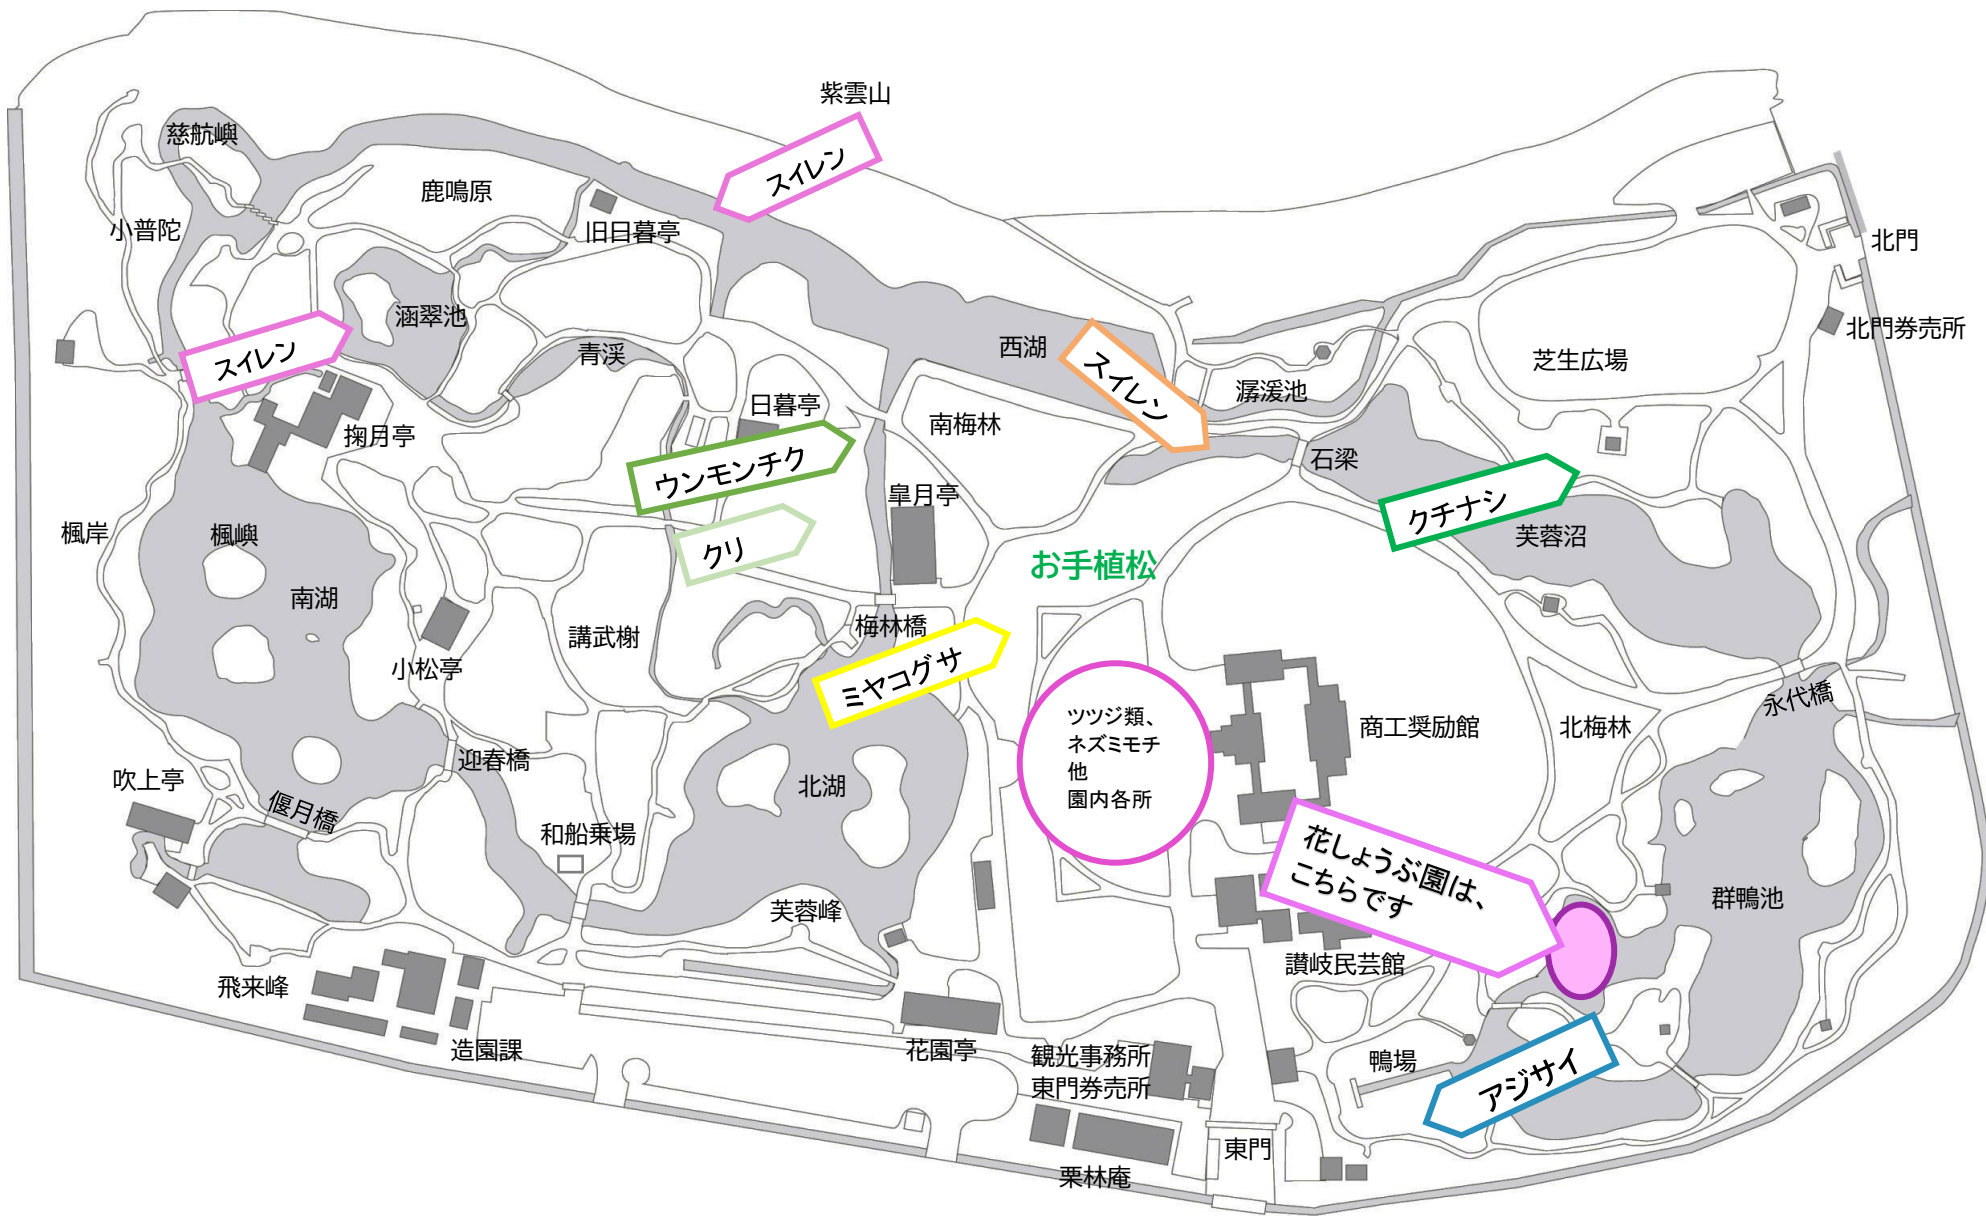 紫雲山
スイレン
慈航嶼
鹿鳴原
小普陀
旧日暮亭
北門
涵翠池
北門券売所
スイレン
青渓
西湖
スイレン
潺湲池
芝生広場
日暮亭
南梅林
掬月亭
石梁
ウンモンチク
皐月亭
クチナシ
楓岸
楓嶼
クリ
お手植松
芙蓉沼
南湖
講武榭
梅林橋
小松亭
ミヤコグサ
永代橋
ツツジ類、
ネズミモチ
他
園内各所
商工奨励館
北梅林
迎春橋
吹上亭
北湖
偃月橋
和船乗場
花しょうぶ園は、
こちらです
芙蓉峰
群鴨池
讃岐民芸館
飛来峰
造園課
花園亭
観光事務所
東門券売所
鴨場
アジサイ
東門
栗林庵